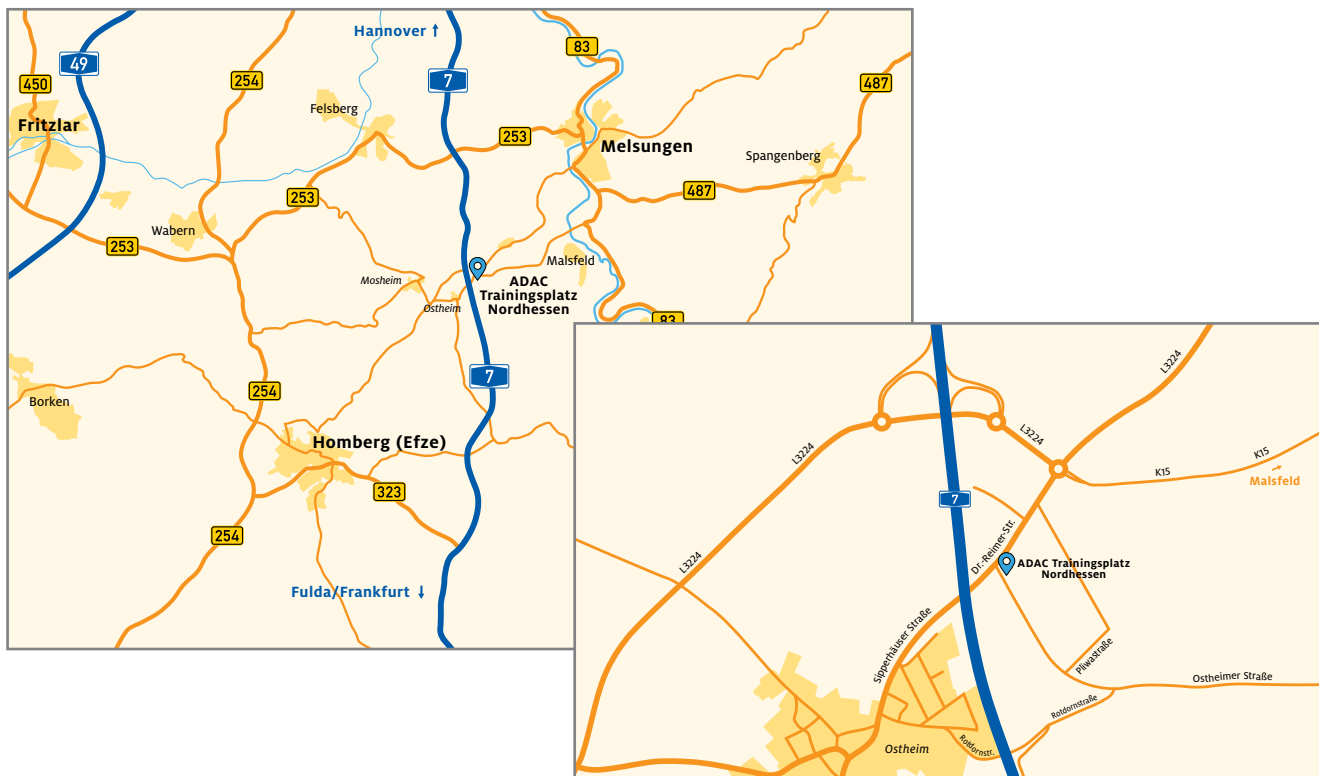 Hannover ↑
83
49
7
450
254
487
Felsberg
Fritzlar
253
Melsungen
Spangenberg
253
487
Wabern
253
Malsfeld
Mosheim
ADAC
Trainingsplatz
Nordhessen
Ostheim
83
7
254
Borken
Homberg (Efze)
323
254
Fulda/Frankfurt ↓
L3224
L3224
L3224
K15
K15
Malsfeld
7
Dr.-Reimer-Str.
L3224
ADAC Trainingsplatz
Nordhessen
Sipperhäuser Straße
Pliwastraße
Ostheimer Straße
Rotdornstraße
Rotdornstr.
Ostheim